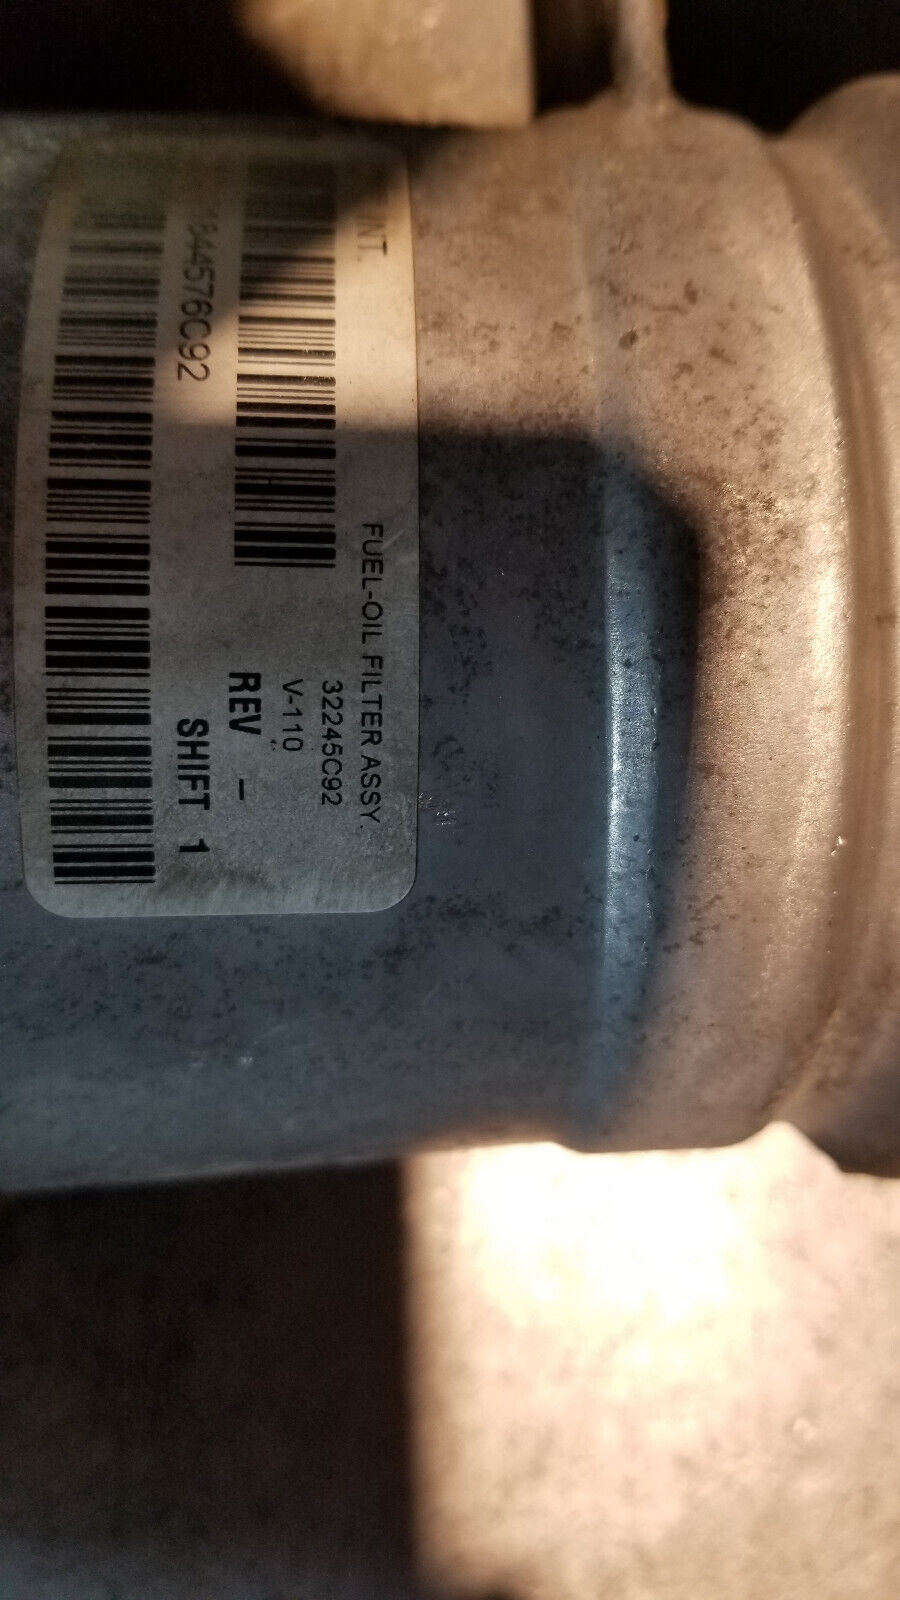 INT.
FUEL-OIL FILTER ASSY.
32245C92
V-110
REV -
844576C92
SHIFT 1